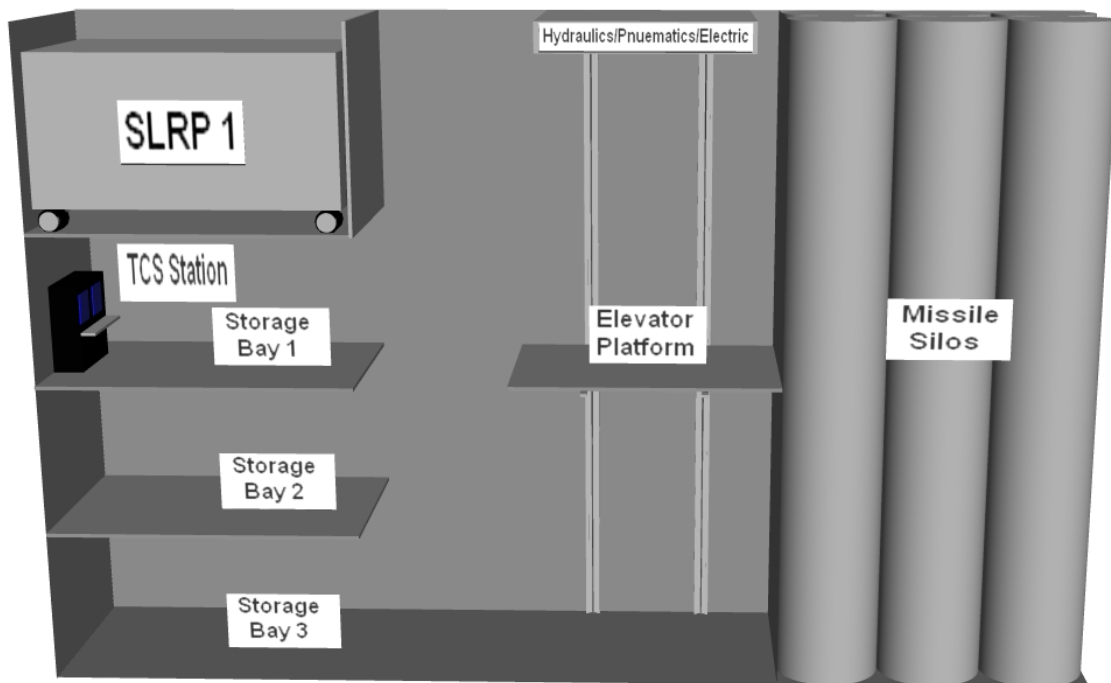 Hydraulics/Pnuematics/Electric
SLRP 1
TCS Station
Storage
Bay 1
Elevator
Platform
Missile
Silos
Storage
Bay 2
Storage
Bay 3